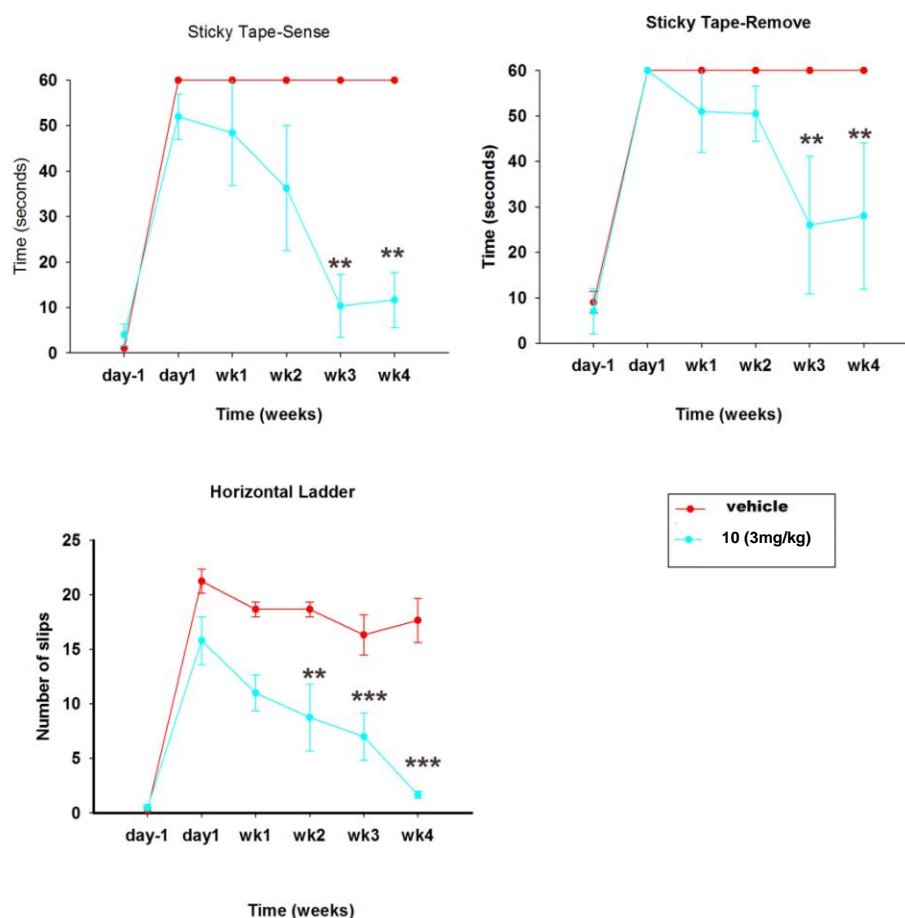 Sticky Tape-Sense
60
50
40
30
20
10
0
Time (seconds)
**
**
day-1 day1 wk1 wk2 wk3 wk4
Time (weeks)
Sticky Tape-Remove
60
50
40
30
20
10
0
Time (seconds)
**
**
day-1 day1 wk1 wk2 wk3 wk4
Time (weeks)
Horizontal Ladder
25
20
15
10
5
0
Number of slips
**
***
***
day-1 day1 wk1 wk2 wk3 wk4
Time (weeks)
vehicle
10 (3mg/kg)